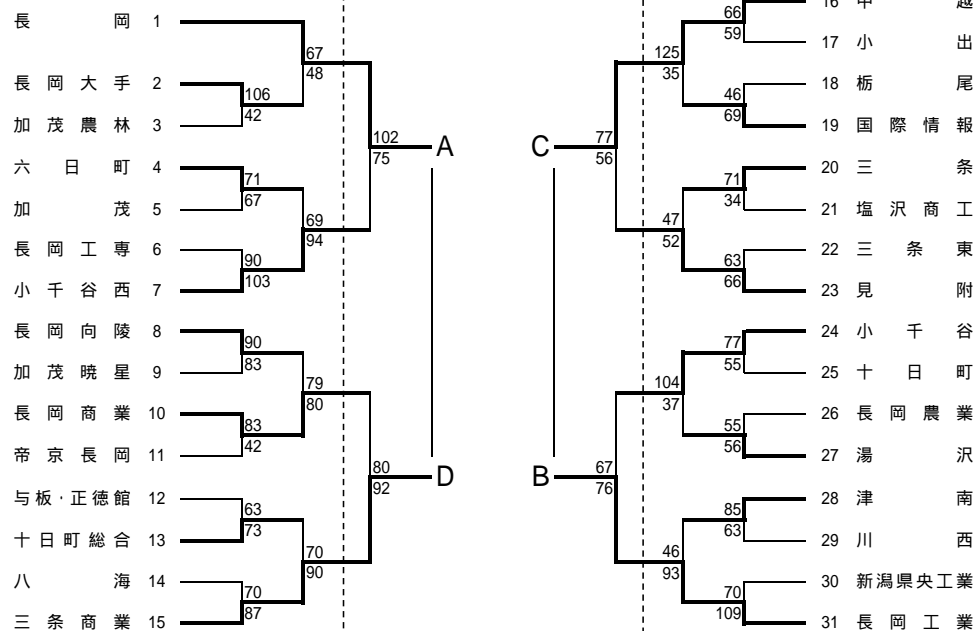 長岡 1
長岡大手 2
加茂農林 3
六日町 4
加茂 5
長岡工専 6
小千谷西 7
長岡向陵 8
加茂暁星 9
長岡商業 10
帝京長岡 11
与板・正徳館 12
十日町総合 13
八海 14
三条商業 15
106
42
71
67
90
103
90
83
83
42
63
73
70
87
67
48
69
94
79
80
70
90
102
75
80
92
A
D
C
B
77
56
67
76
125
35
47
52
104
37
46
93
66
59
46
69
71
34
63
66
77
55
55
56
85
63
70
109
16 中越
17 小出
18 栃尾
19 国際情報
20 三条
21 塩沢商工
22 三条東
23 見附
24 小千谷
25 十日町
26 長岡農業
27 湯沢
28 津南
29 川西
30 新潟県央工業
31 長岡工業